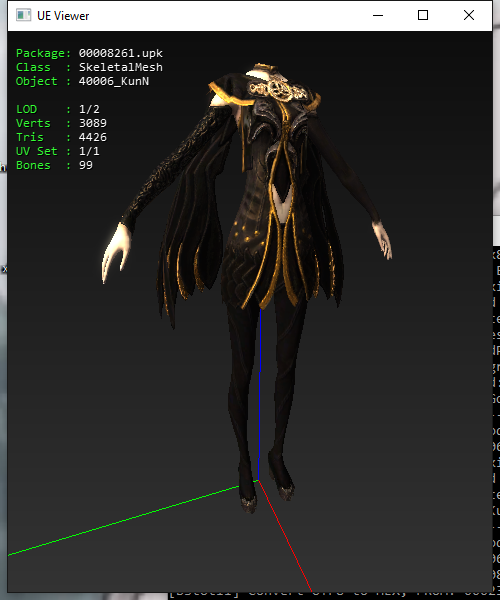 UE Viewer
Package: 00008261.upk
Class : SkeletalMesh
Object : 40006_KunN
LOD : 1/2
Verts : 3089
Tris : 4426
UV Set : 1/1
Bones : 99